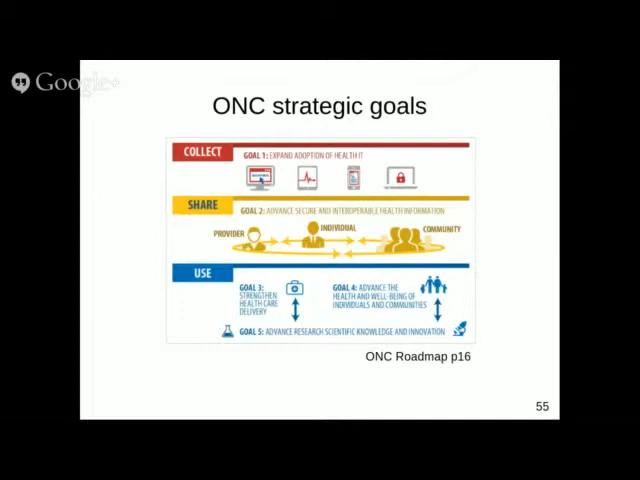 Google+
ONC strategic goals
COLLECT
GOAL 1: EXPAND ADOPTION OF HEALTH IT
SHARE
GOAL 2: ADVANCE SECURE AND INTEROPERABLE HEALTH INFORMATION
PROVIDER
INDIVIDUAL
COMMUNITY
USE
GOAL 3:
STRENGTHEN
HEALTH CARE
DELIVERY
GOAL 4: ADVANCE THE
HEALTH AND WELL-BEING OF
INDIVIDUALS AND COMMUNITIES
GOAL 5: ADVANCE RESEARCH SCIENTIFIC KNOWLEDGE AND INNOVATION
ONC Roadmap p16
55